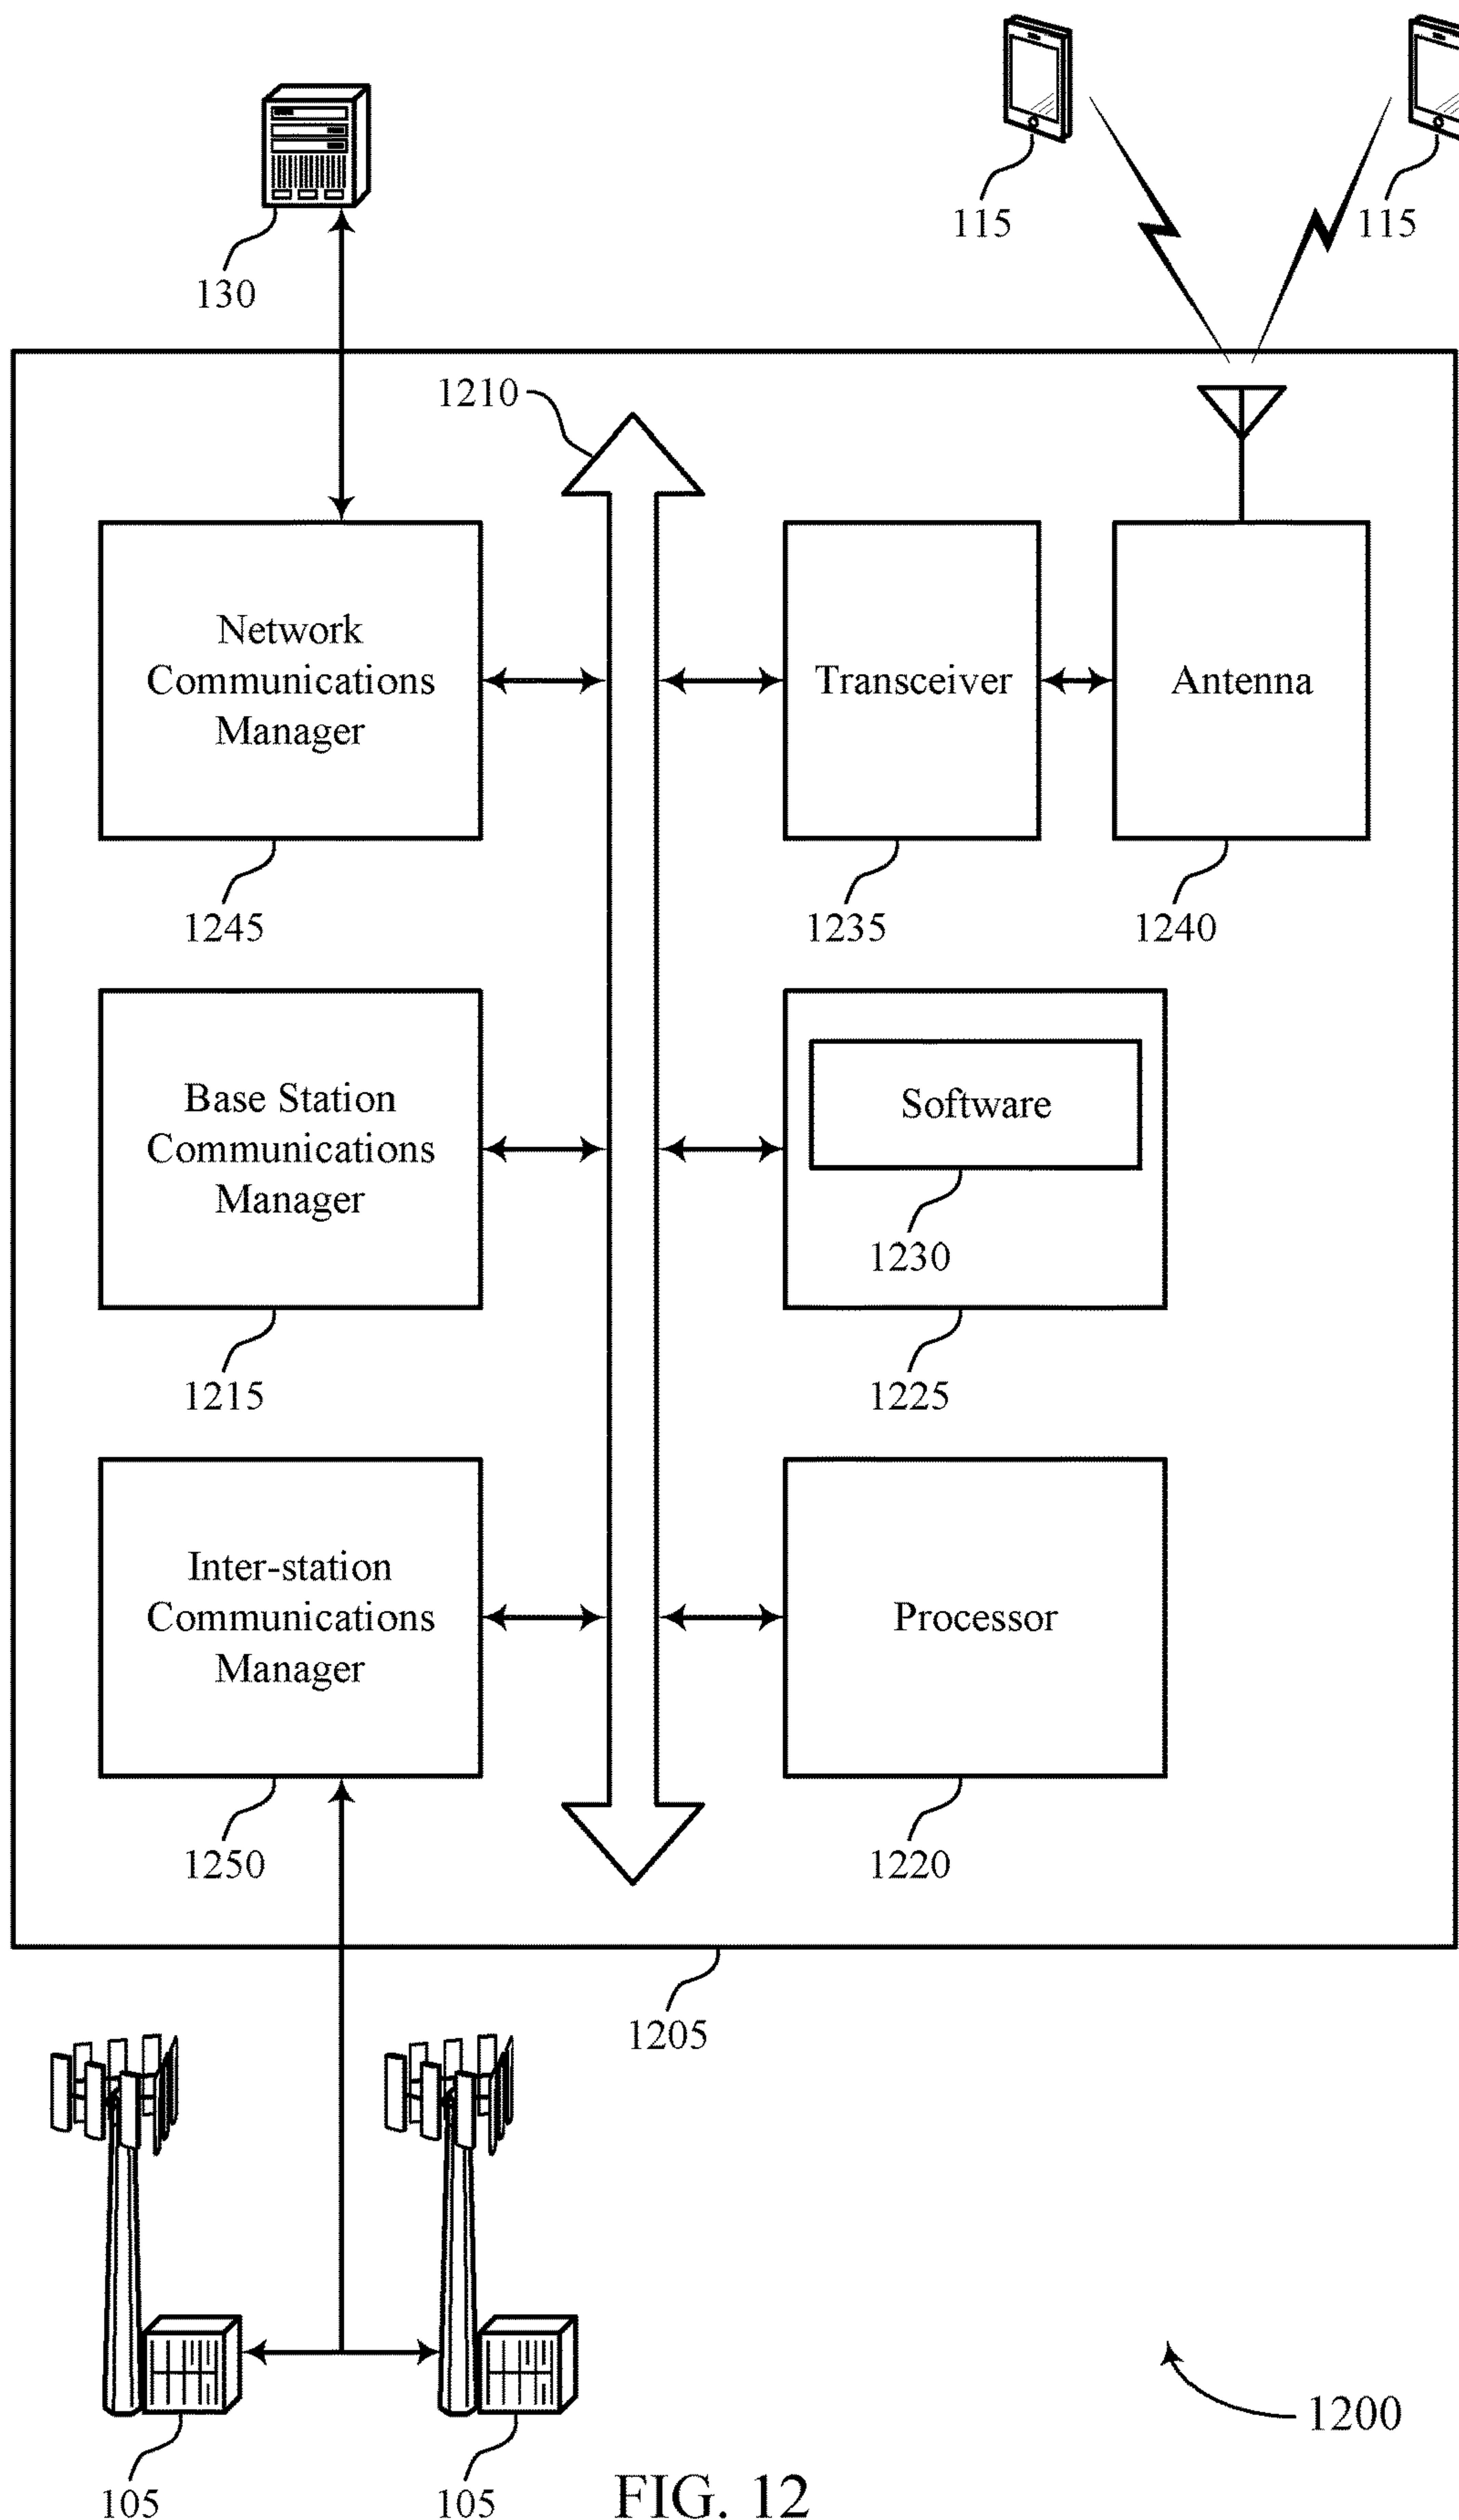 115
115
130
1210
Network
Communications
Manager
Transceiver
Antenna
1245
1235
1240
Base Station
Communications
Manager
Software
1230
1215
1225
Inter-station
Communications
Manager
Processor
1250
1220
1205
1200
105
105
FIG. 12